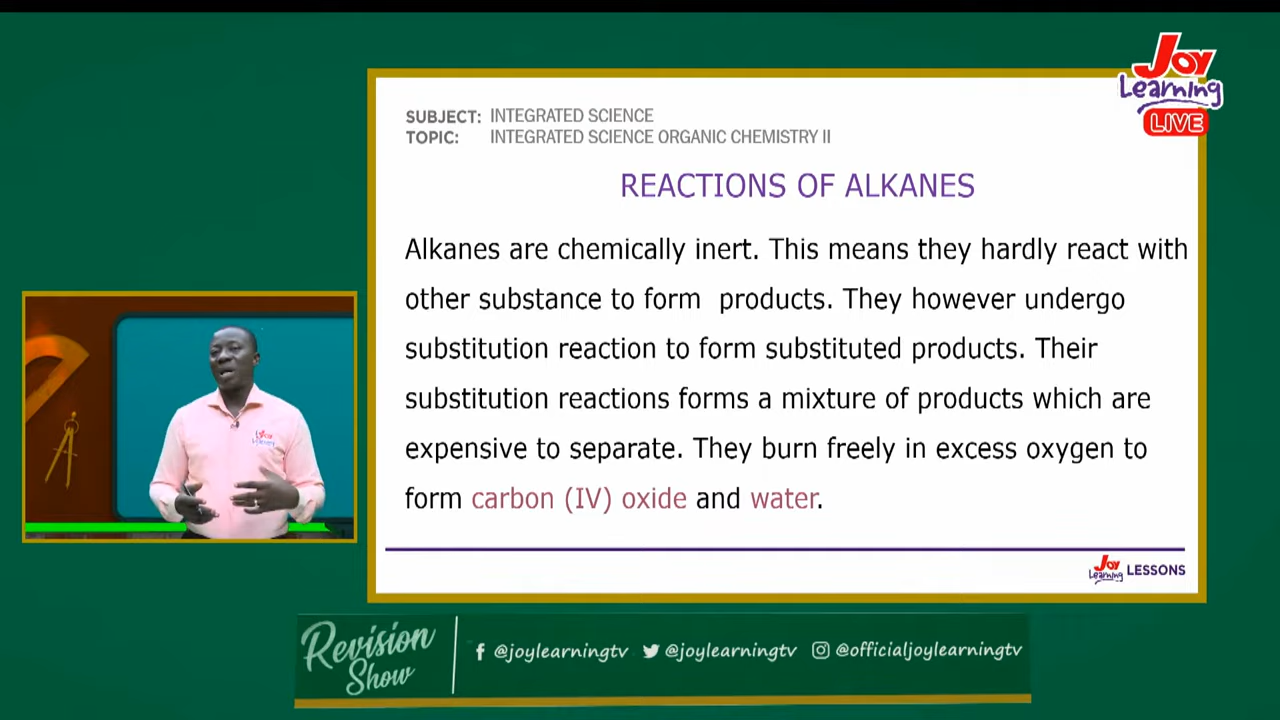 Joy
Learning
LIVE
SUBJECT: INTEGRATED SCIENCE
TOPIC: INTEGRATED SCIENCE ORGANIC CHEMISTRY II
REACTIONS OF ALKANES
Alkanes are chemically inert. This means they hardly react with
other substance to form products. They however undergo
substitution reaction to form substituted products. Their
substitution reactions forms a mixture of products which are
expensive to separate. They burn freely in excess oxygen to
form carbon (IV) oxide and water.
Joy
Learning LESSONS
Joy
Learning
Revision
Show
@joylearningtv @joylearningtv @officialjoylearningtv